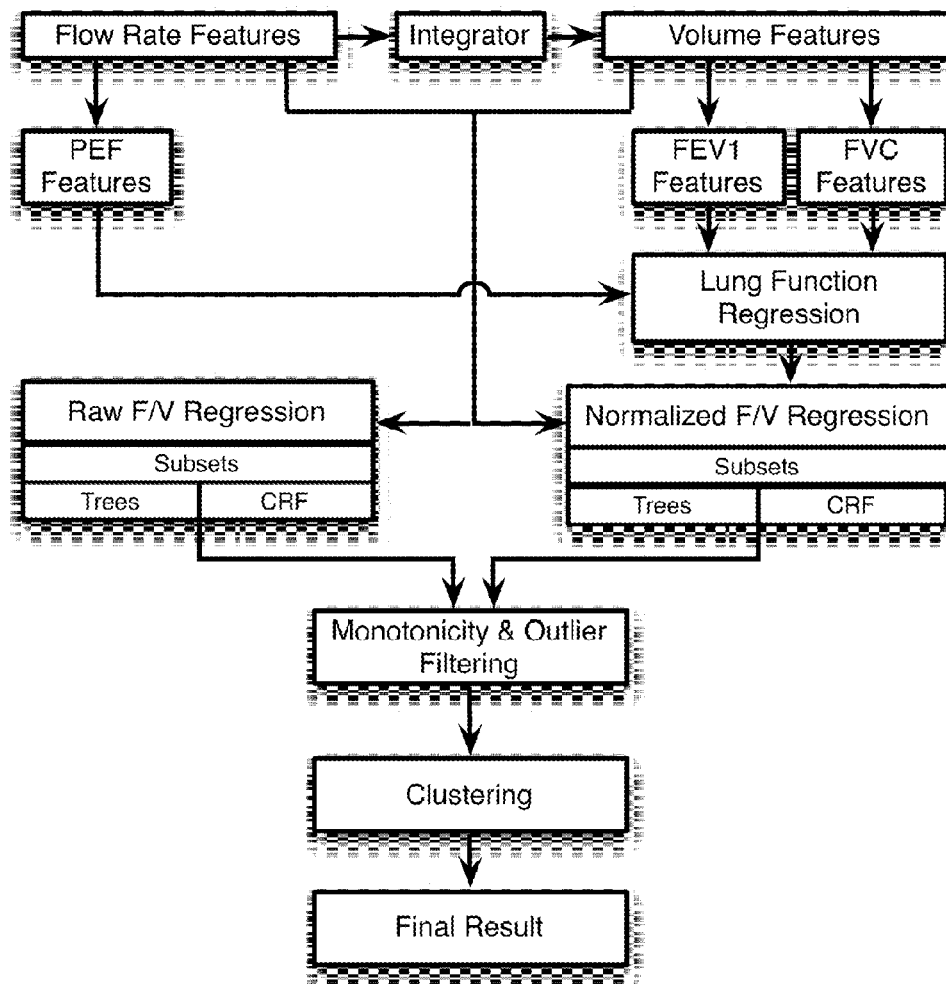 Flow Rate Features
Integrator
Volume Features
PEF
Features
FEV1
Features
FVC
Features
Lung Function
Regression
Raw F/V Regression
Subsets
Trees
CRF
Normalized F/V Regression
Subsets
Trees
CRF
Monotonicity & Outlier
Filtering
Clustering
Final Result